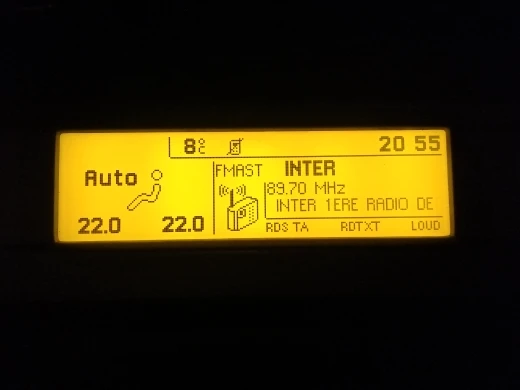 8°C 20 55
Auto
22.0 22.0
FMAST INTER
89.70 MHz
INTER 1ERE RADIO DE
RDS TA RDTXT LOUD